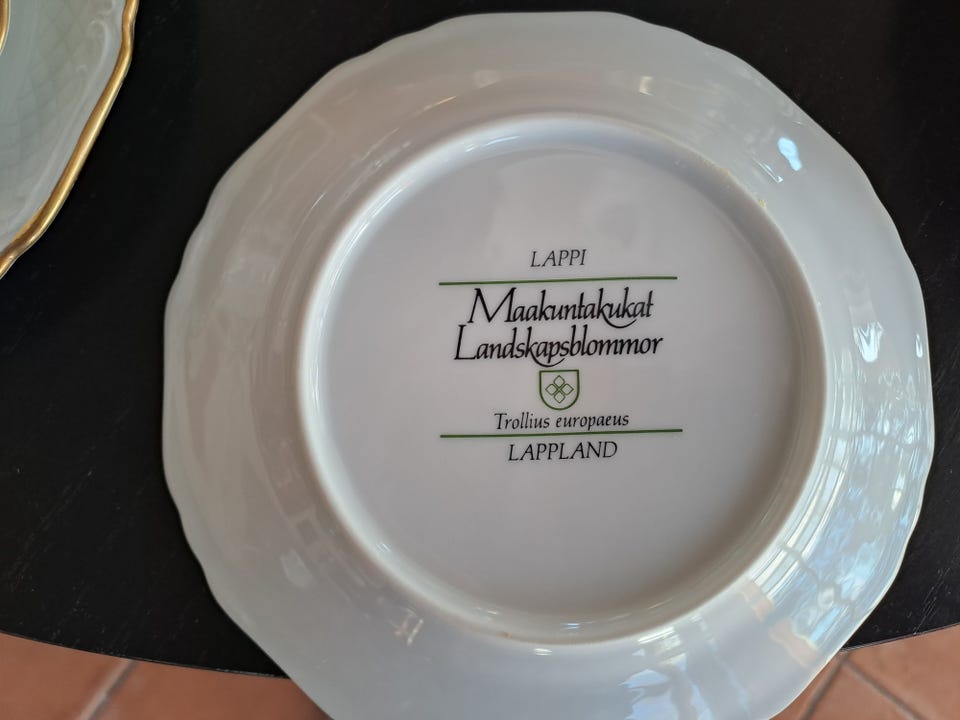 LAPPI
Maakuntakukat
Landskapsblommor
Trollius europaeus
LAPPLAND